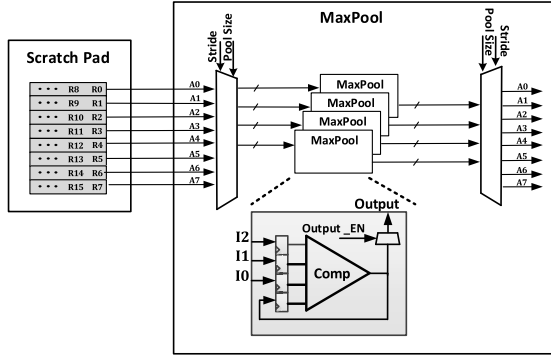 MaxPool
Scratch Pad
Stride
Pool Size
Pool Size
Stride
• • • R8 R0
• • • R9 R1
• • • R10 R2
• • • R11 R3
• • • R12 R4
• • • R13 R5
• • • R14 R6
• • • R15 R7
A0
A1
A2
A3
A4
A5
A6
A7
MaxPool
MaxPool
MaxPool
MaxPool
A0
A1
A2
A3
A4
A5
A6
A7
Output
Output _EN
I2
I1
I0
Comp